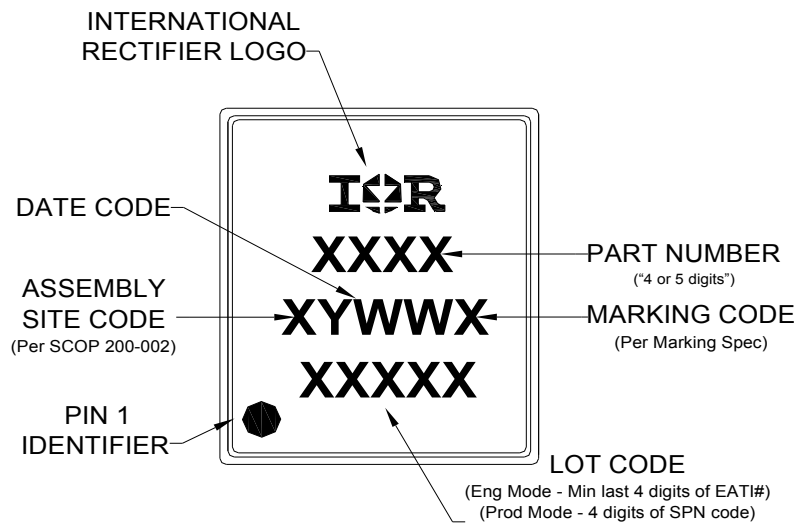 INTERNATIONAL
RECTIFIER LOGO
IOR
DATE CODE
XXXX
PART NUMBER
(“4 or 5 digits”)
ASSEMBLY
SITE CODE
(Per SCOP 200-002)
XYWWX
MARKING CODE
(Per Marking Spec)
XXXXX
PIN 1
IDENTIFIER
LOT CODE
(Eng Mode - Min last 4 digits of EATI#)
(Prod Mode - 4 digits of SPN code)